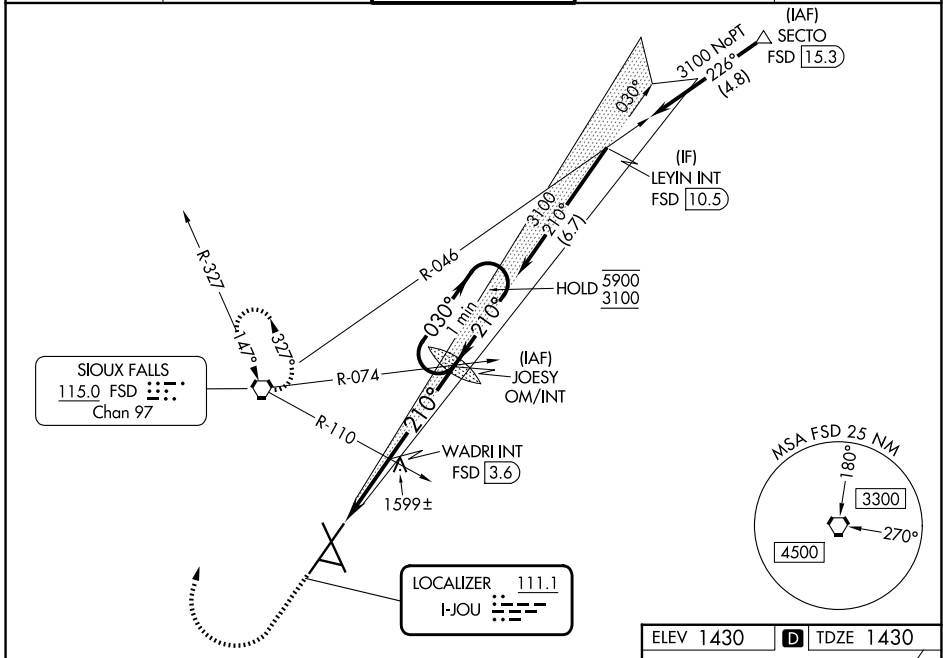 (IAF)
SECTO
FSD 15.3
3100 NoPT
226°
(4.8)
030°
(IF)
LEYIN INT
FSD 10.5
3100
210°
(6.7)
R-327
R-046
HOLD 5900
3100
030°
1 min
210°
147°
327°
(IAF)
JOESY
OM/INT
SIOUX FALLS
115.0 FSD
Chan 97
R-074
210°
R-110
WADRI INT
FSD 3.6
1599±
MSA FSD 25 NM
180°
3300
270°
4500
LOCALIZER 111.1
I-JOU
ELEV 1430 D TDZE 1430